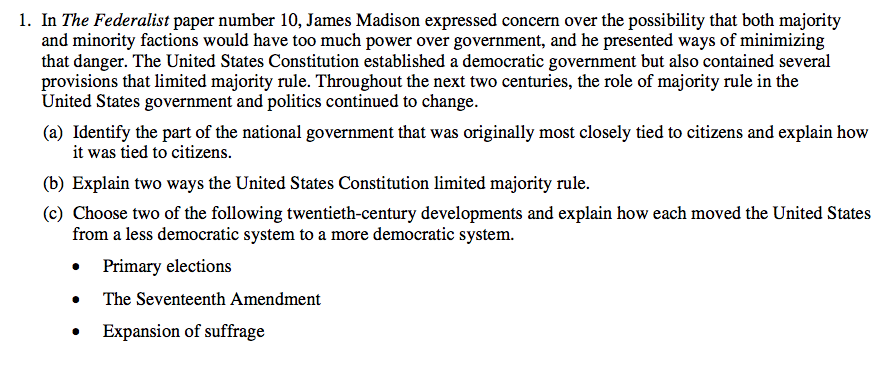 1. In The Federalist paper number 10, James Madison expressed concern over the possibility that both majority
and minority factions would have too much power over government, and he presented ways of minimizing
that danger. The United States Constitution established a democratic government but also contained several
provisions that limited majority rule. Throughout the next two centuries, the role of majority rule in the
United States government and politics continued to change.
(a) Identify the part of the national government that was originally most closely tied to citizens and explain how
it was tied to citizens.
(b) Explain two ways the United States Constitution limited majority rule.
(c) Choose two of the following twentieth-century developments and explain how each moved the United States
from a less democratic system to a more democratic system.
• Primary elections
• The Seventeenth Amendment
• Expansion of suffrage